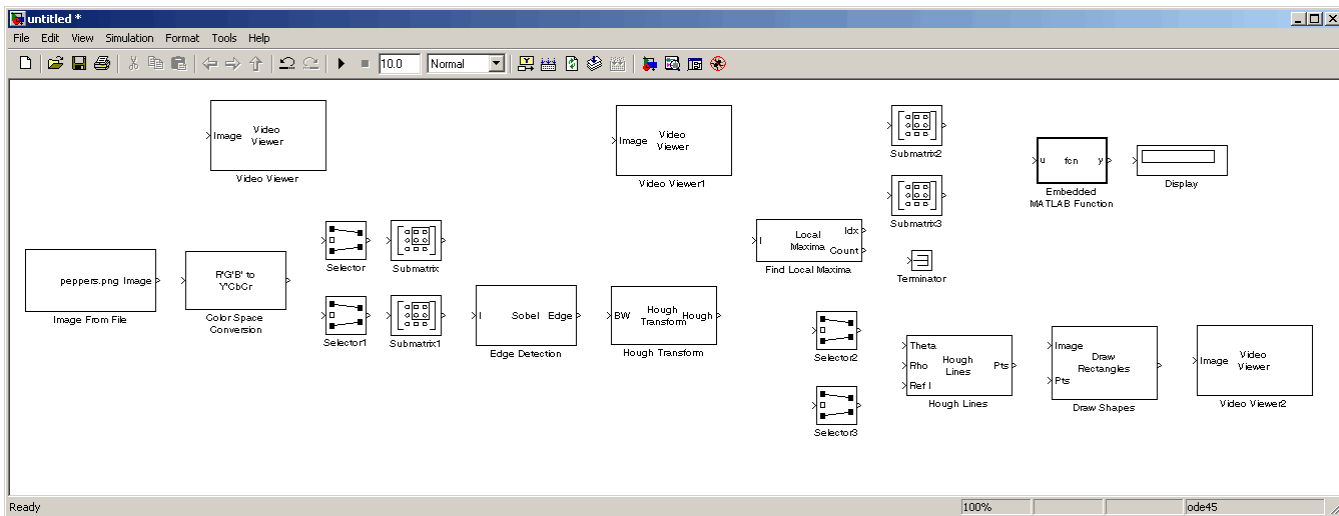 untitled *
File Edit View Simulation Format Tools Help
10.0 Normal
Image Video Viewer
Video Viewer
Image Video Viewer
Video Viewer1
Submatrix2
u fcn y
Embedded
MATLAB Function
Display
Submatrix3
Selector
Submatrix
I Local Maxima Idx Count
Find Local Maxima
Terminator
peppers.png Image
Image From File
R'G'B' to
Y'CbCr
Color Space
Conversion
Selector1
Submatrix1
I Sobel Edge
Edge Detection
BW Hough Transform Hough
Hough Transform
Selector2
Selector3
Theta
Rho
Ref I
Hough
Lines
Pts
Hough Lines
Image
Pts
Draw
Rectangles
Draw Shapes
Image Video Viewer
Video Viewer2
Ready 100% ode45